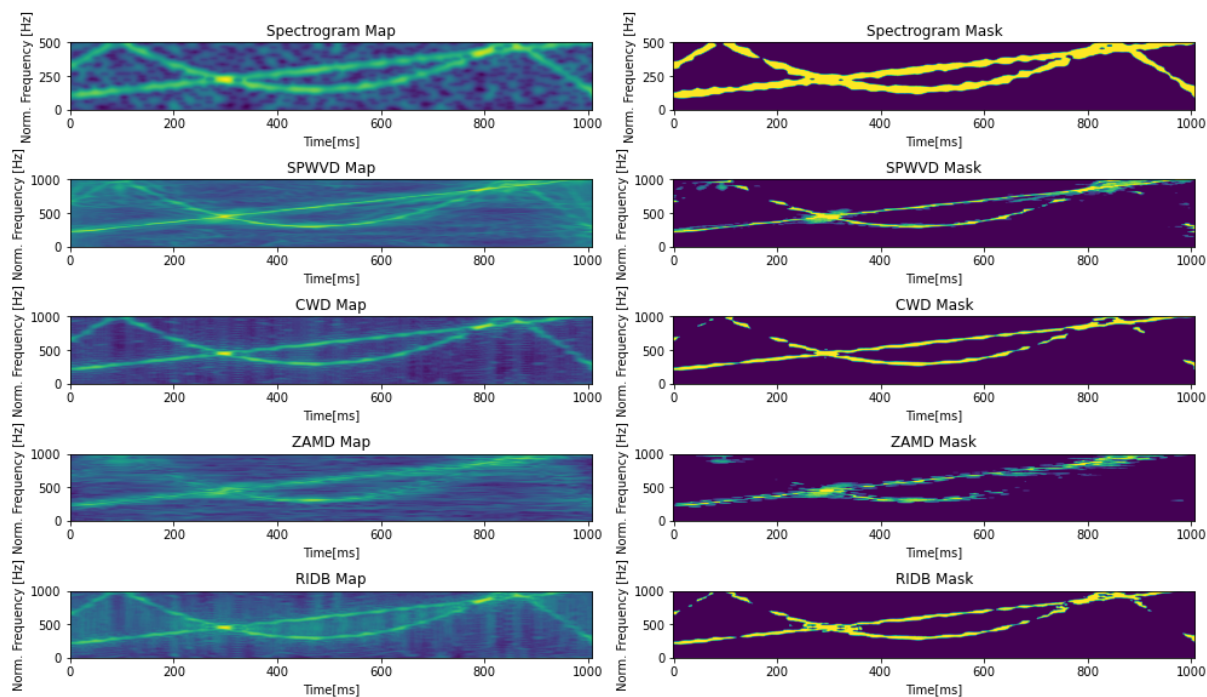 Spectrogram Map
Norm. Frequency [Hz]
500
250
0
0 200 400 600 800 1000
Time[ms]
Spectrogram Mask
Norm. Frequency [Hz]
500
250
0
0 200 400 600 800 1000
Time[ms]
SPWVD Map
Norm. Frequency [Hz]
1000
500
0
0 200 400 600 800 1000
Time[ms]
SPWVD Mask
Norm. Frequency [Hz]
1000
500
0
0 200 400 600 800 1000
Time[ms]
CWD Map
Norm. Frequency [Hz]
1000
500
0
0 200 400 600 800 1000
Time[ms]
CWD Mask
Norm. Frequency [Hz]
1000
500
0
0 200 400 600 800 1000
Time[ms]
ZAMD Map
Norm. Frequency [Hz]
1000
500
0
0 200 400 600 800 1000
Time[ms]
ZAMD Mask
Norm. Frequency [Hz]
1000
500
0
0 200 400 600 800 1000
Time[ms]
RIDB Map
Norm. Frequency [Hz]
1000
500
0
0 200 400 600 800 1000
Time[ms]
RIDB Mask
Norm. Frequency [Hz]
1000
500
0
0 200 400 600 800 1000
Time[ms]